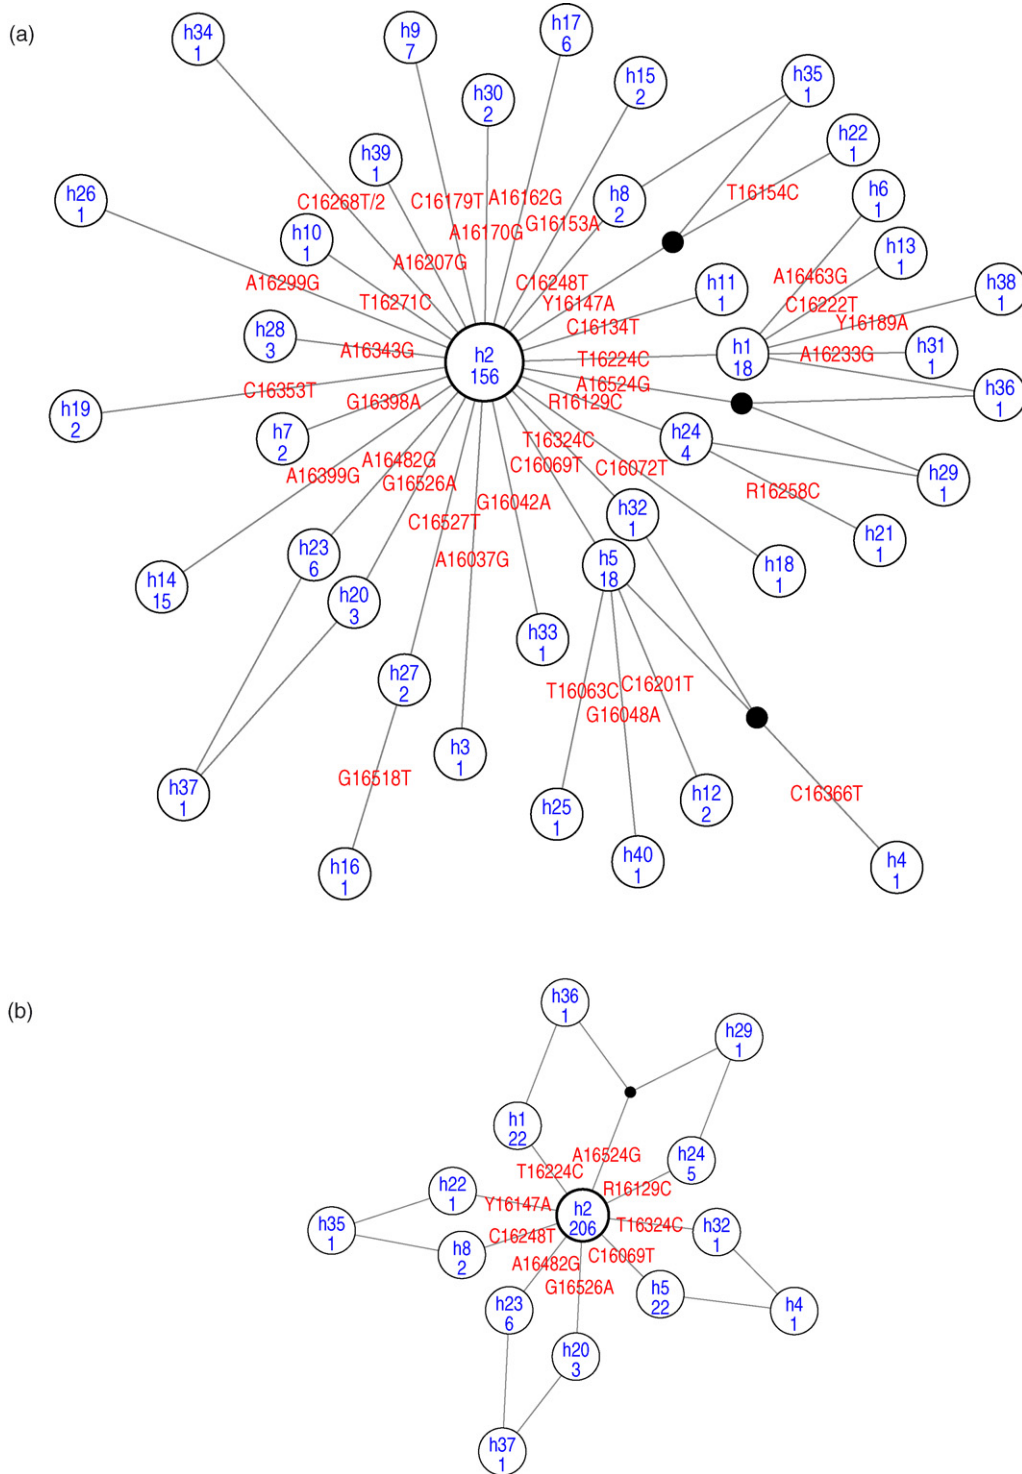 (a)
h34
1
h9
7
h17
6
h30
2
h15
2
h35
1
h22
1
h39
1
h26
1
h8
2
h6
1
h10
1
h13
1
h11
1
h38
1
h28
3
h2
156
h1
18
h31
1
h36
1
h19
2
h7
2
h24
4
h29
1
h21
1
h32
1
h5
18
h18
1
h23
6
h14
15
h20
3
h33
1
h27
2
h3
1
h37
1
h25
1
h12
2
h40
1
h16
1
h4
1
C16268T/2
C16179T
A16162G
A16170G
G16153A
T16154C
A16207G
C16248T
Y16147A
A16463G
C16222T
Y16189A
A16299G
T16271C
C16134T
A16343G
T16224C
A16233G
C16353T
A16524G
G16398A
R16129C
T16324C
A16482G
C16069T
C16072T
A16399G
G16526A
R16258C
G16042A
C16527T
A16037G
T16063C
C16201T
G16048A
G16518T
C16366T
(b)
h36
1
h29
1
h1
22
A16524G
T16224C
h24
5
R16129C
h22
1
Y16147A
h2
206
h35
1
T16324C
h32
1
C16248T
h8
2
C16069T
A16482G
G16526A
h5
22
h23
6
h4
1
h20
3
h37
1